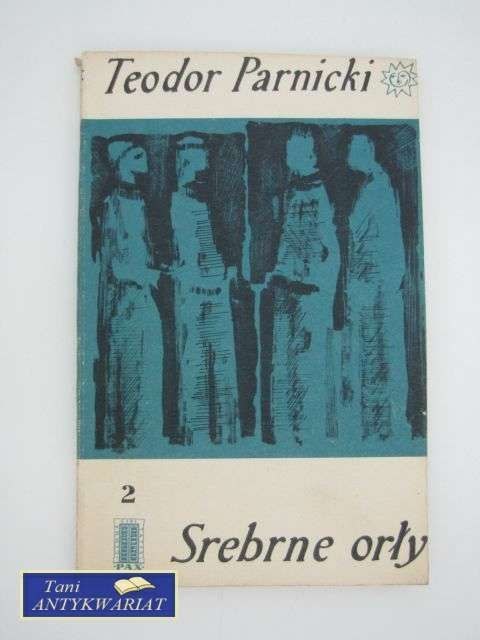 Teodor Parnicki
2
PAX
Srebrne orły
Tani
ANTYKWARIAT